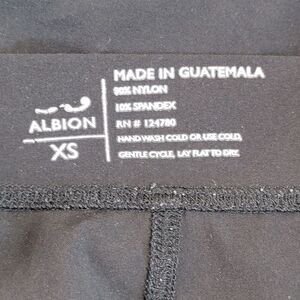 ALBION
XS
MADE IN GUATEMALA
90% NYLON
10% SPANDEX
RN # 124780
HAND WASH COLD OR USE COLD,
GENTLE CYCLE, LAY FLAT TO DRY.